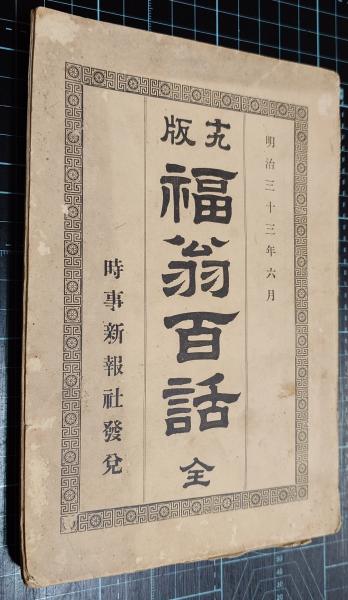 明治三十三年六月
十九版
福翁百話 全
時事新報社發兌